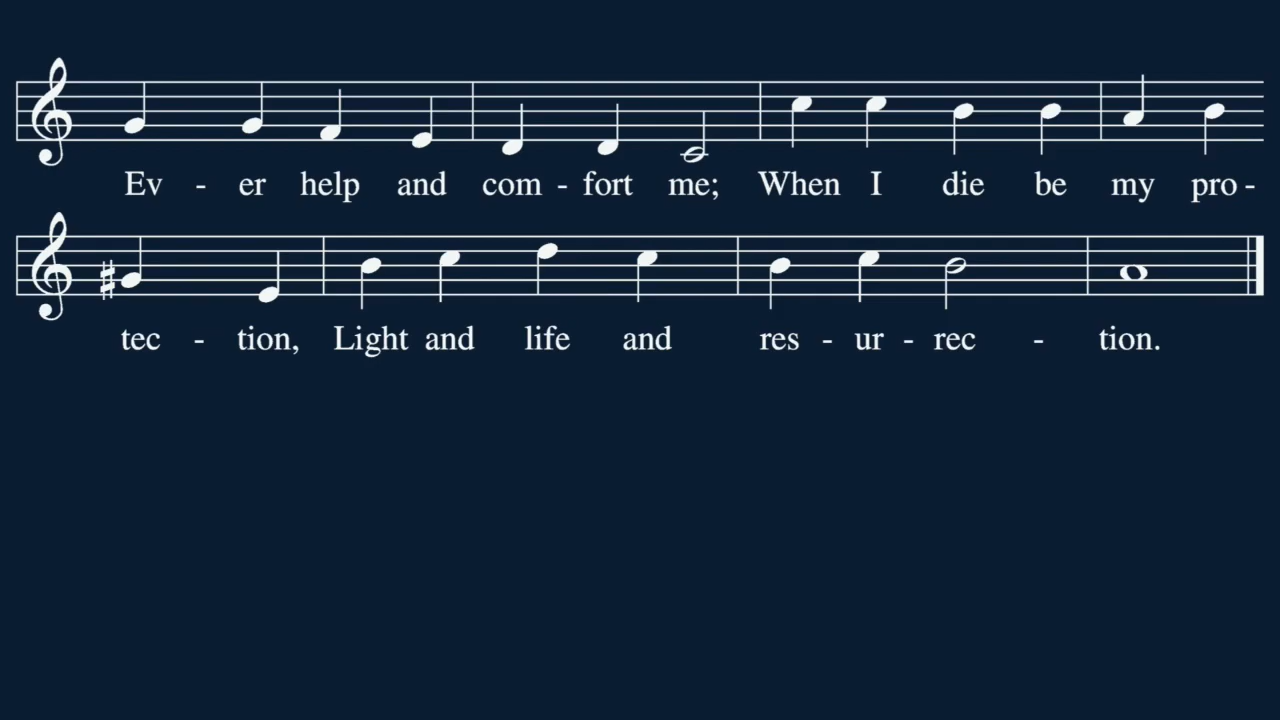 Ev - er help and com - fort me; When I die be my pro -
tec - tion, Light and life and res - ur - rec - tion.